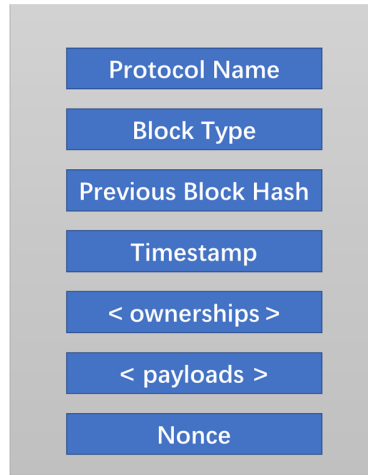 Protocol Name
Block Type
Previous Block Hash
Timestamp
< ownerships >
< payloads >
Nonce